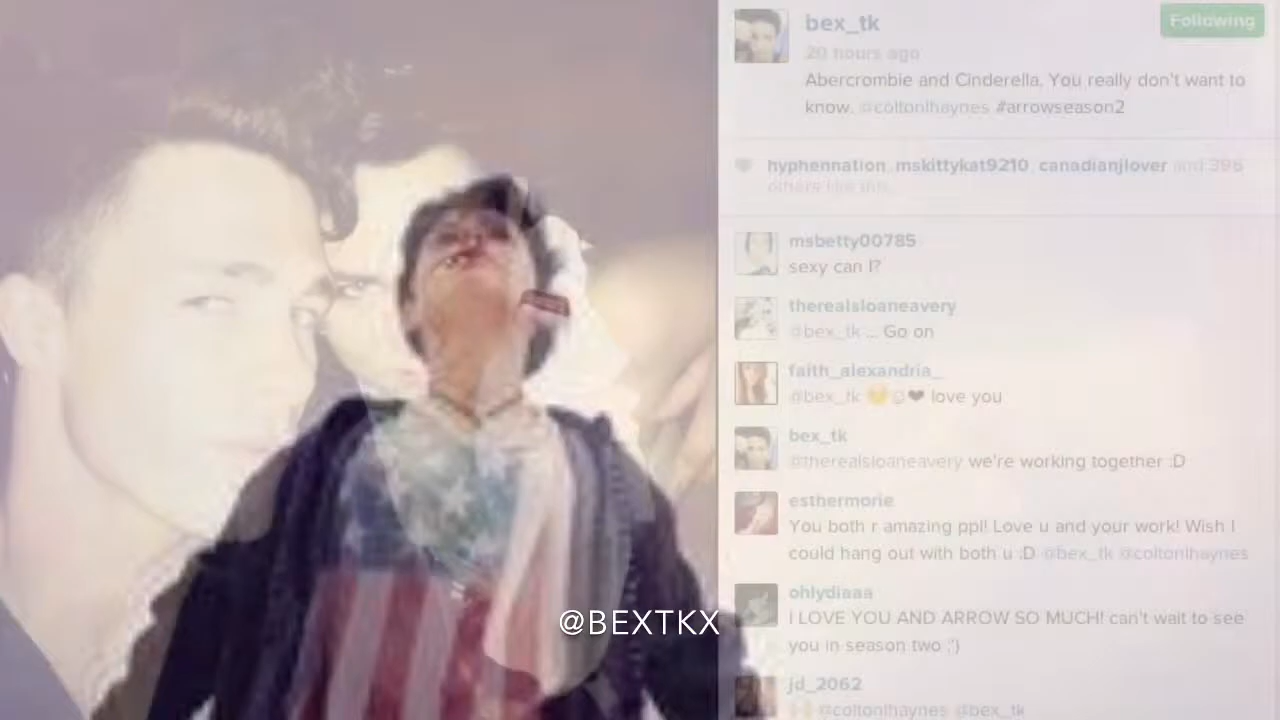 bex_tk
Following
20 hours ago
Abercrombie and Cinderella. You really don't want to
know. @coltonlhaynes #arrowseason2
hyphennation, mskittykat9210, canadianjlover and 396
others like this.
msbetty00785
sexy can I?
therealsloaneavery
@bex_tk ... Go on
faith_alexandria_
@bex_tk 😊☺❤ love you
bex_tk
@therealsloaneavery we're working together :D
esthermorie
You both r amazing ppl! Love u and your work! Wish I
could hang out with both u :D @bex_tk @coltonlhaynes
ohlydiaaa
I LOVE YOU AND ARROW SO MUCH! can't wait to see
you in season two :')
jd_2062
🙌 @coltonlhaynes @bex_tk
@BEXTKX